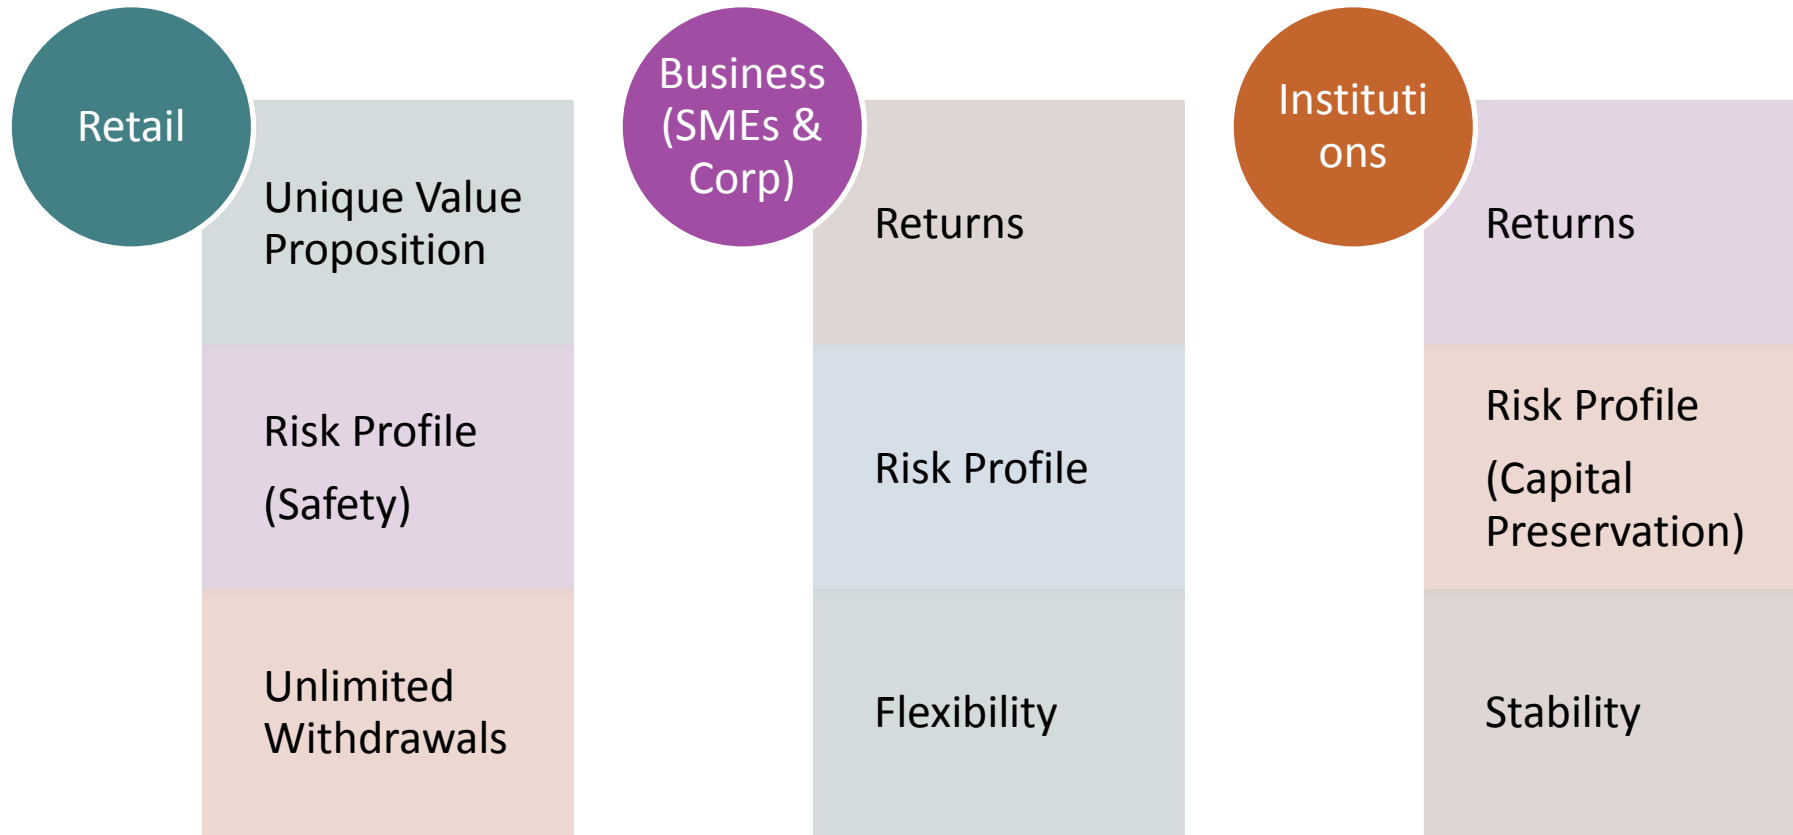 Retail
Unique Value
Proposition
Risk Profile
(Safety)
Unlimited
Withdrawals
Business
(SMEs &
Corp)
Returns
Risk Profile
Flexibility
Instituti
ons
Returns
Risk Profile
(Capital
Preservation)
Stability